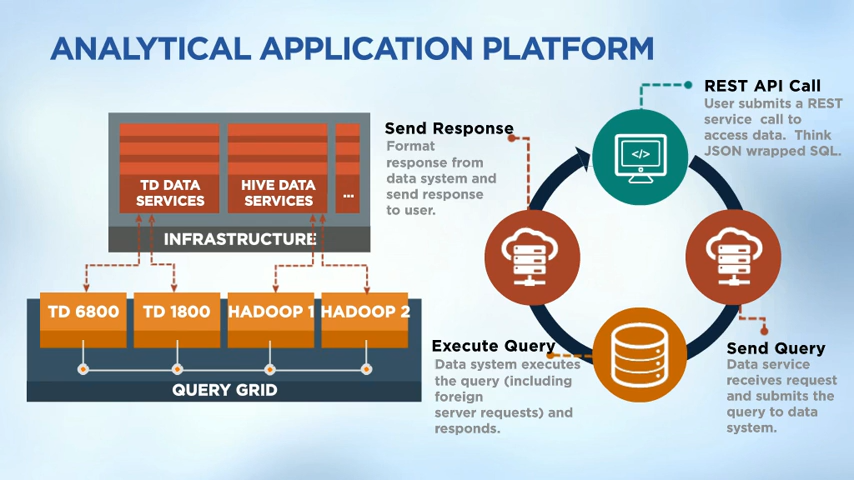 ANALYTICAL APPLICATION PLATFORM
TD DATA
SERVICES
HIVE DATA
SERVICES
...
INFRASTRUCTURE
TD 6800
TD 1800
HADOOP 1
HADOOP 2
QUERY GRID
REST API Call
User submits a REST
service call to
access data. Think
JSON wrapped SQL.
</>
Send Query
Data service
receives request
and submits the
query to data
system.
Execute Query
Data system executes
the query (including
foreign
server requests) and
responds.
Send Response
Format
response from
data system and
send response
to user.